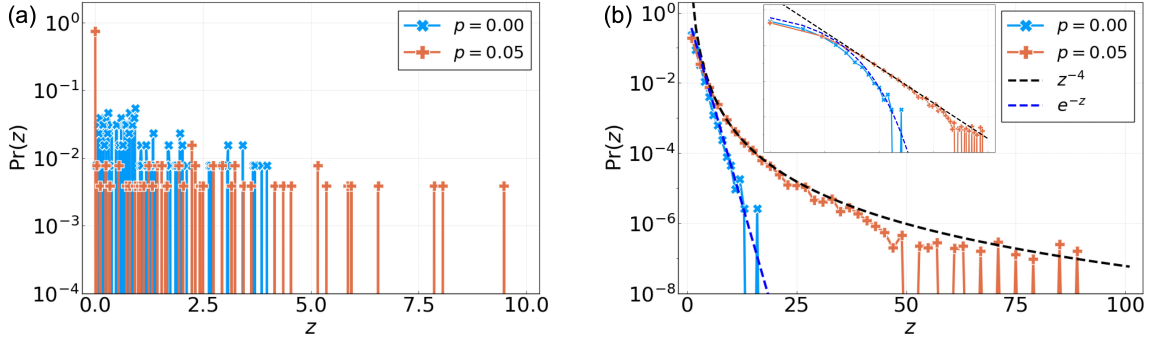 (a)
Pr(z)
10⁰
10⁻¹
10⁻²
10⁻³
10⁻⁴
0.0
2.5
5.0
7.5
10.0
z
p = 0.00
p = 0.05
(b)
Pr(z)
10⁰
10⁻²
10⁻⁴
10⁻⁶
10⁻⁸
0
25
50
75
100
z
p = 0.00
p = 0.05
z⁻⁴
e⁻ᶻ